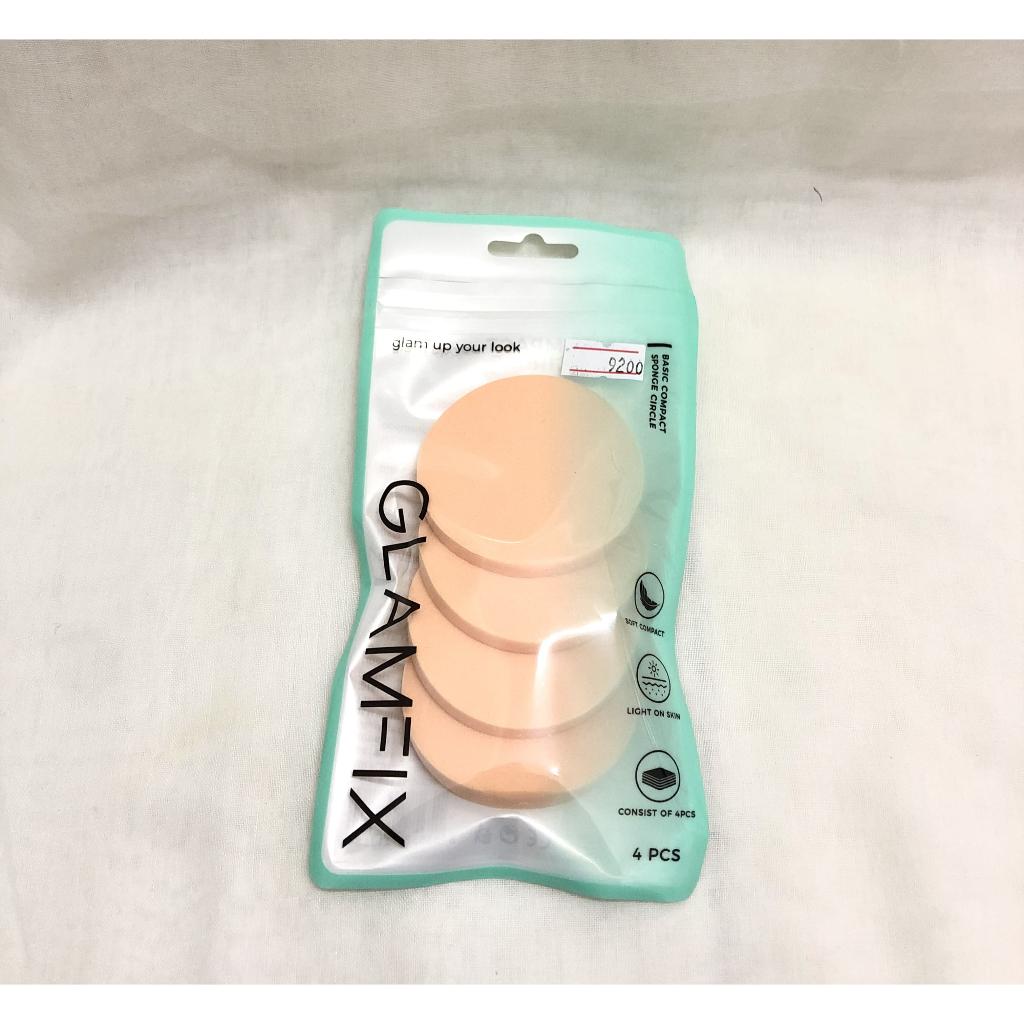 glam up your look
9200
BASIC COMPACT
SPONGE CIRCLE
GLAMFIX
SOFT COMPACT
LIGHT ON SKIN
CONSIST OF 4PCS
4 PCS